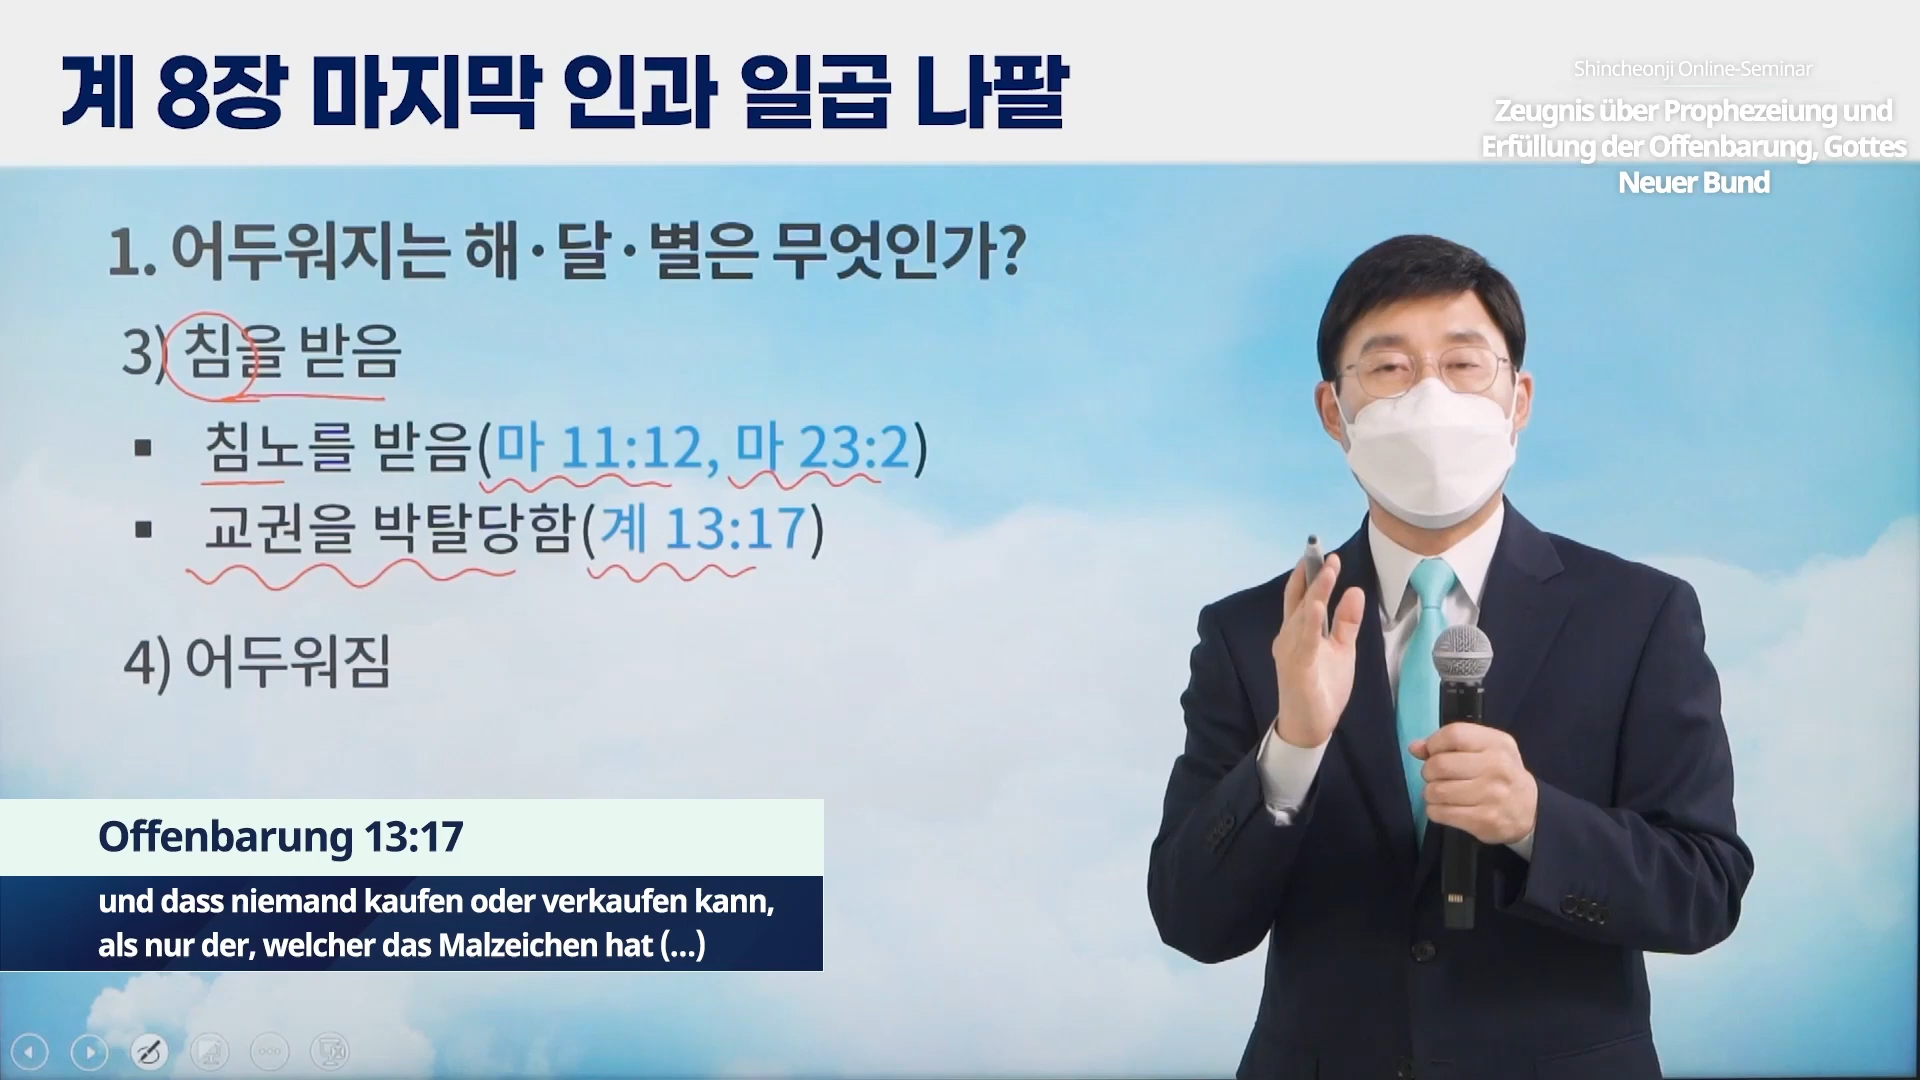 계 8장 마지막 인과 일곱 나팔
Shincheonji Online-Seminar
Zeugnis über Prophezeiung und
Erfüllung der Offenbarung, Gottes
Neuer Bund
1. 어두워지는 해·달·별은 무엇인가?
3) 침을 받음
▪ 침노를 받음(마 11:12, 마 23:2)
▪ 교권을 박탈당함(계 13:17)
4) 어두워짐
Offenbarung 13:17
und dass niemand kaufen oder verkaufen kann,
als nur der, welcher das Malzeichen hat (...)